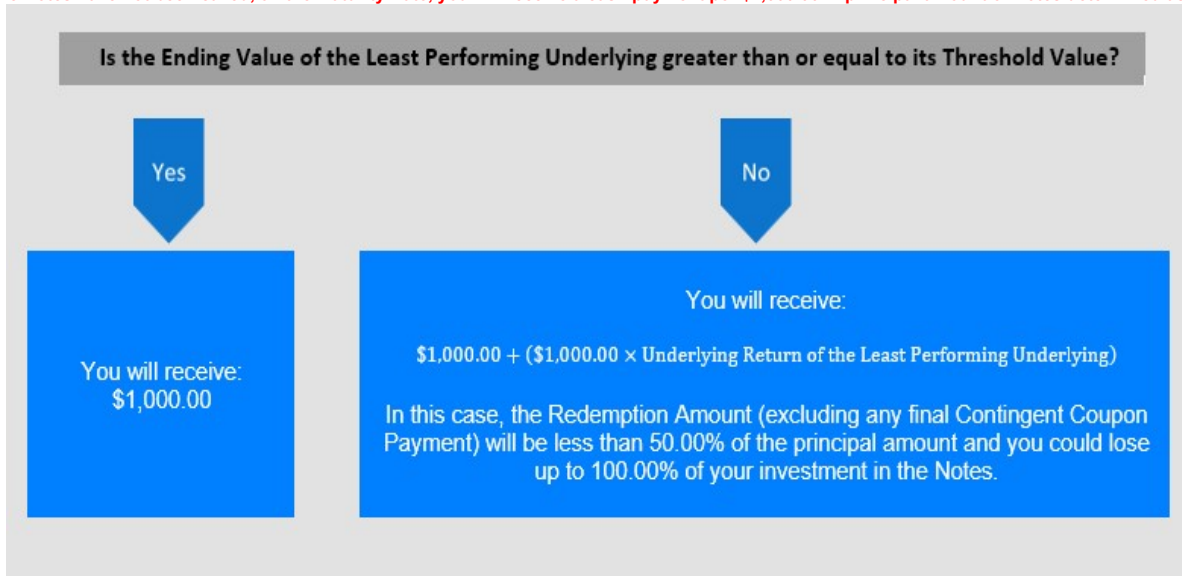 Is the Ending Value of the Least Performing Underlying greater than or equal to its Threshold Value?
Yes
No
You will receive:
$1,000.00
You will receive:
$1,000.00 + ($1,000.00 × Underlying Return of the Least Performing Underlying)
In this case, the Redemption Amount (excluding any final Contingent Coupon
Payment) will be less than 50.00% of the principal amount and you could lose
up to 100.00% of your investment in the Notes.